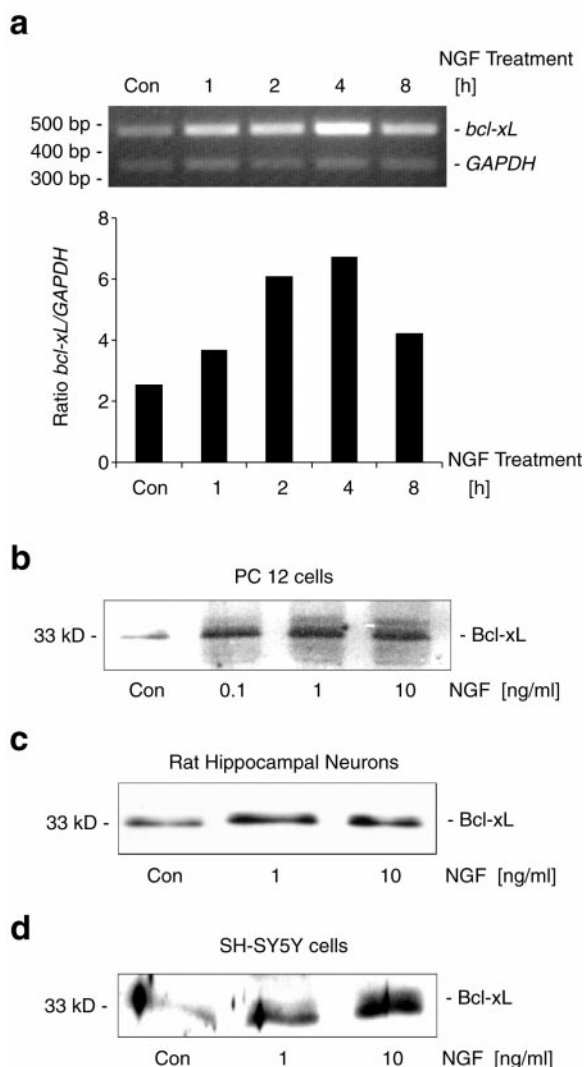 a
NGF Treatment
Con 1 2 4 8 [h]
500 bp - - bcl-xL
400 bp - - GAPDH
300 bp -
8
6
4
2
0
Ratio bcl-xL/GAPDH
NGF Treatment
Con 1 2 4 8 [h]
b
PC 12 cells
33 kD - - Bcl-xL
Con 0.1 1 10 NGF [ng/ml]
c
Rat Hippocampal Neurons
33 kD - - Bcl-xL
Con 1 10 NGF [ng/ml]
d
SH-SY5Y cells
33 kD - - Bcl-xL
Con 1 10 NGF [ng/ml]